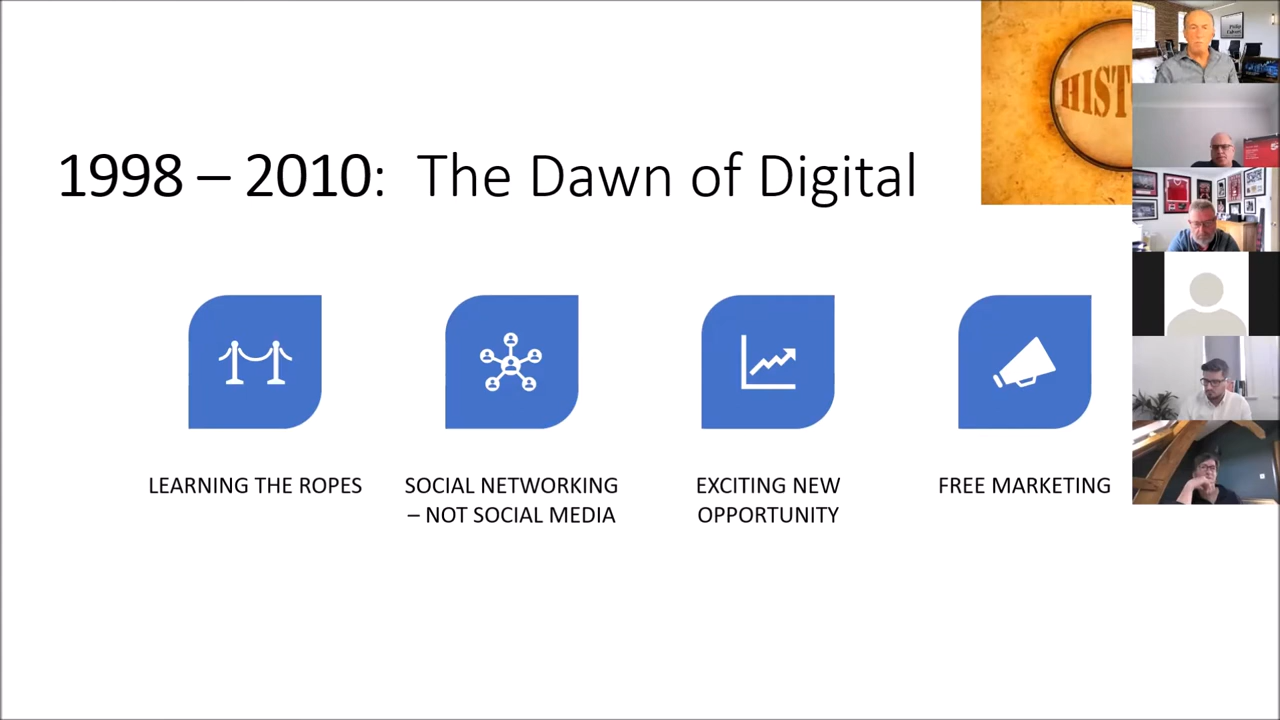 1998 – 2010:  The Dawn of Digital
HIST
LEARNING THE ROPES
SOCIAL NETWORKING
– NOT SOCIAL MEDIA
EXCITING NEW
OPPORTUNITY
FREE MARKETING